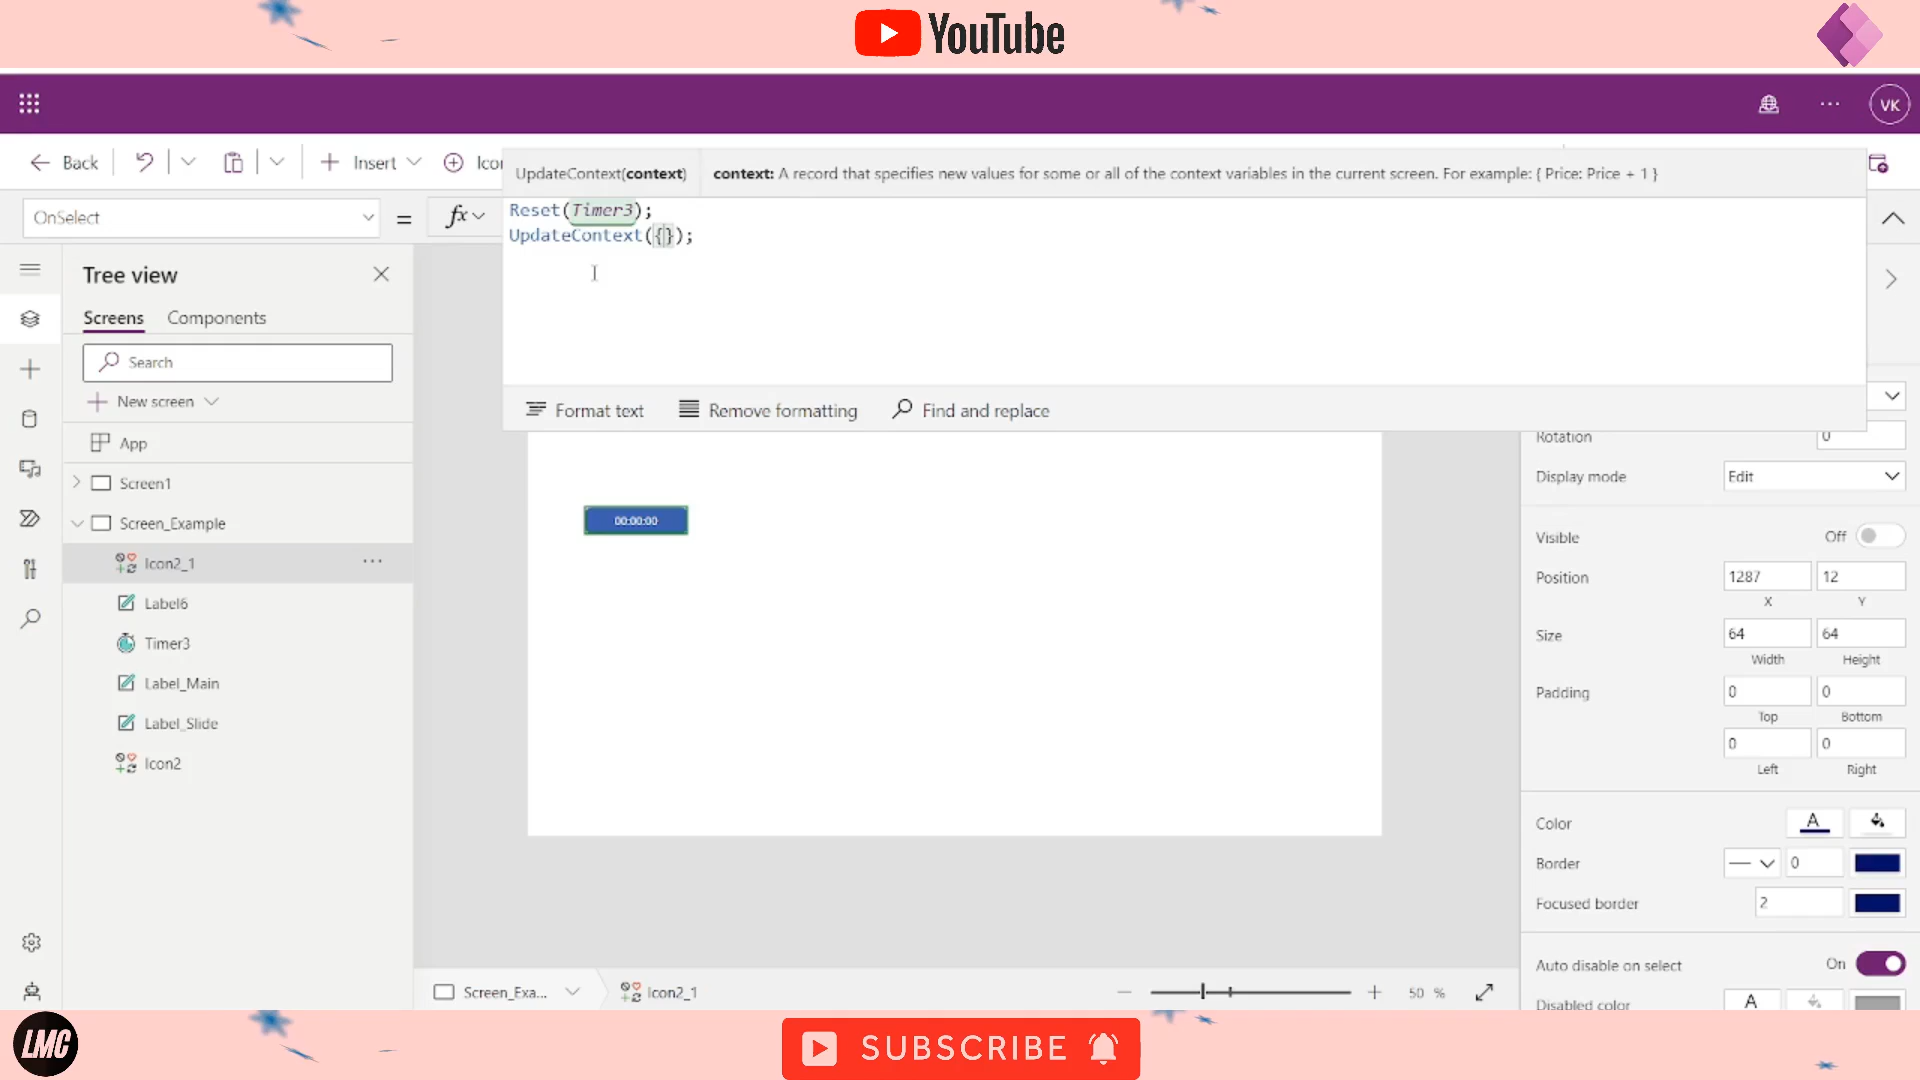 YouTube
VK
Back
Insert
UpdateContext(context)
context: A record that specifies new values for some or all of the context variables in the current screen. For example: { Price: Price + 1 }
OnSelect
=
fx
Reset(Timer3);
UpdateContext({});
Tree view
Screens
Components
Search
New screen
Format text
Remove formatting
Find and replace
App
Screen1
Screen_Example
Icon2_1
Label6
Timer3
Label_Main
Label_Slide
Icon2
00:00:00
Rotation
0
Display mode
Edit
Visible
Off
Position
1287
12
X
Y
Size
64
64
Width
Height
Padding
0
0
Top
Bottom
0
0
Left
Right
Color
A
Border
0
Focused border
2
Auto disable on select
On
Disabled color
A
Screen_Exa...
Icon2_1
50 %
LMC
SUBSCRIBE